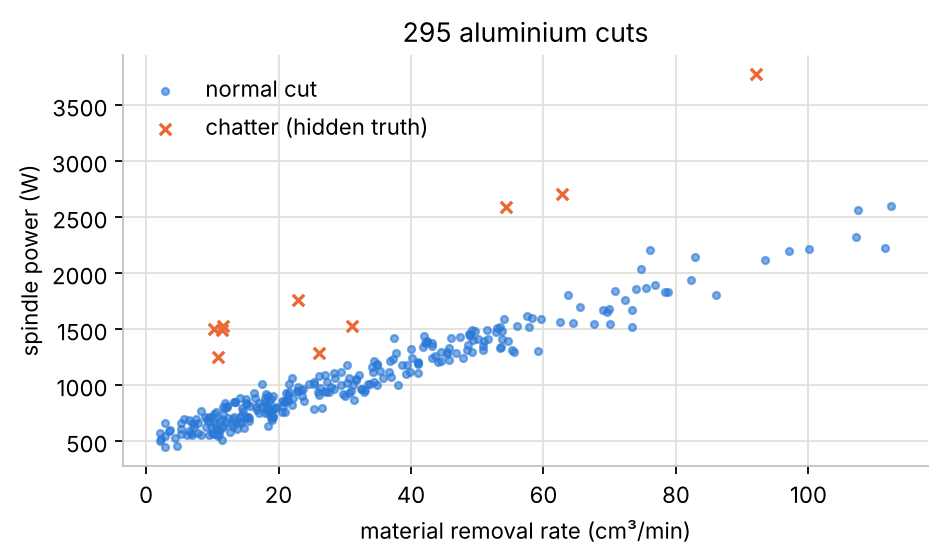 295 aluminium cuts
normal cut
chatter (hidden truth)
spindle power (W)
3500
3000
2500
2000
1500
1000
500
0 20 40 60 80 100
material removal rate (cm³/min)